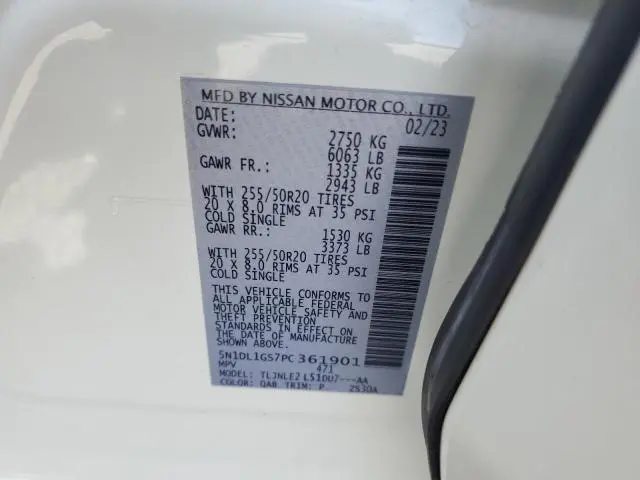 MFD BY NISSAN MOTOR CO., LTD.
DATE: 02/23
GVWR: 2750 KG
6063 LB
GAWR FR.: 1335 KG
2943 LB
WITH 255/50R20 TIRES
20 X 8.0 RIMS AT 35 PSI
COLD SINGLE
GAWR RR.: 1530 KG
3373 LB
WITH 255/50R20 TIRES
20 X 8.0 RIMS AT 35 PSI
COLD SINGLE
THIS VEHICLE CONFORMS TO
ALL APPLICABLE FEDERAL
MOTOR VEHICLE SAFETY AND
THEFT PREVENTION
STANDARDS IN EFFECT ON
THE DATE OF MANUFACTURE
SHOWN ABOVE.
5N1DL1GS7PC361901
MPV 471
MODEL: TLJNLE2 L51DU7---AA
COLOR: QAB TRIM: P 2S30A